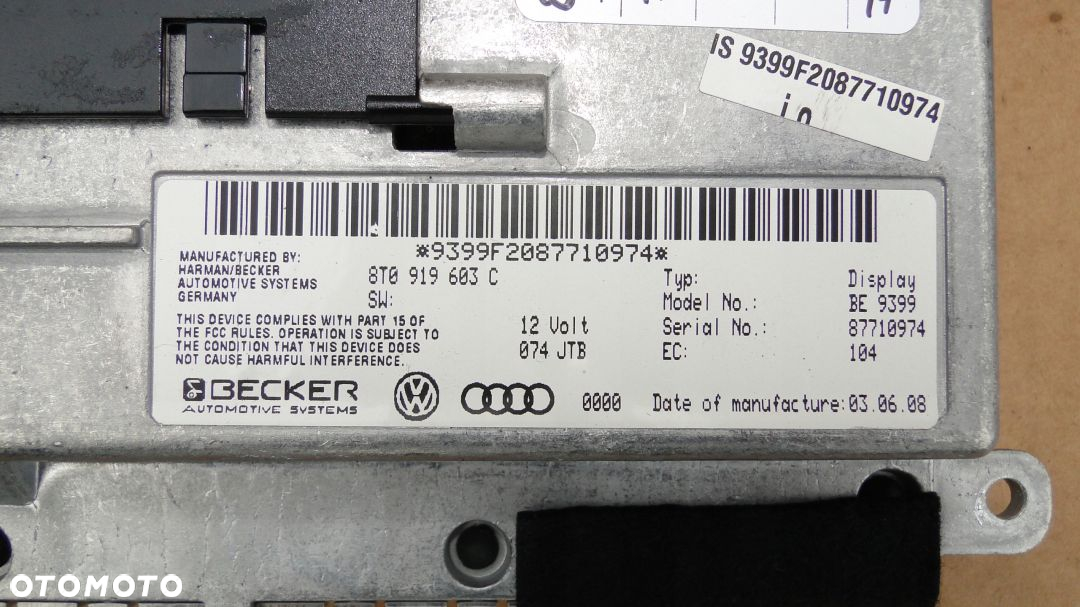 IS 9399F2087710974
*9399F2087710974*
MANUFACTURED BY:
HARMAN/BECKER
AUTOMOTIVE SYSTEMS
GERMANY
8T0 919 603 C
SW:
Typ: Display
Model No.: BE 9399
THIS DEVICE COMPLIES WITH PART 15 OF
THE FCC RULES. OPERATION IS SUBJECT TO
THE CONDITION THAT THIS DEVICE DOES
NOT CAUSE HARMFUL INTERFERENCE.
12 Volt
074 JTB
Serial No.: 87710974
EC: 104
BECKER
AUTOMOTIVE SYSTEMS
0000 Date of manufacture:03.06.08
OTOMOTO